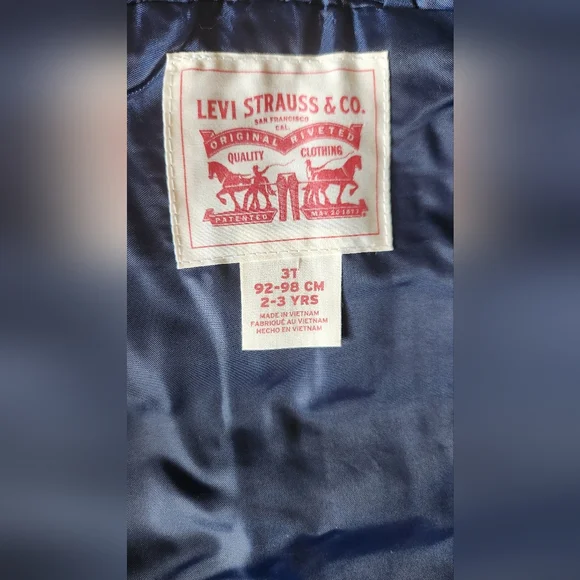 LEVI STRAUSS & CO.
SAN FRANCISCO
CAL.
ORIGINAL RIVETED
QUALITY CLOTHING
PATENTED MAY 20 1873
3T
92-98 CM
2-3 YRS
MADE IN VIETNAM
FABRIQUÉ AU VIETNAM
HECHO EN VIETNAM